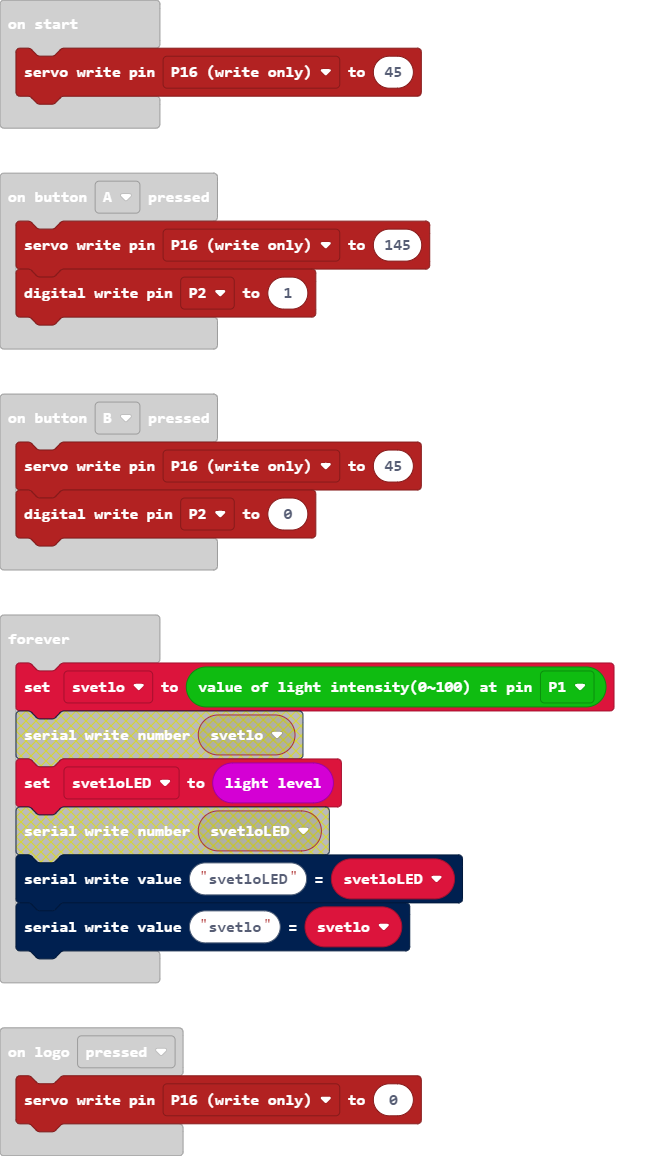 on start
servo write pin P16 (write only) to 45
on button A pressed
servo write pin P16 (write only) to 145
digital write pin P2 to 1
on button B pressed
servo write pin P16 (write only) to 45
digital write pin P2 to 0
forever
set svetlo to value of light intensity(0~100) at pin P1
serial write number svetlo
set svetloLED to light level
serial write number svetloLED
serial write value "svetloLED" = svetloLED
serial write value "svetlo" = svetlo
on logo pressed
servo write pin P16 (write only) to 0